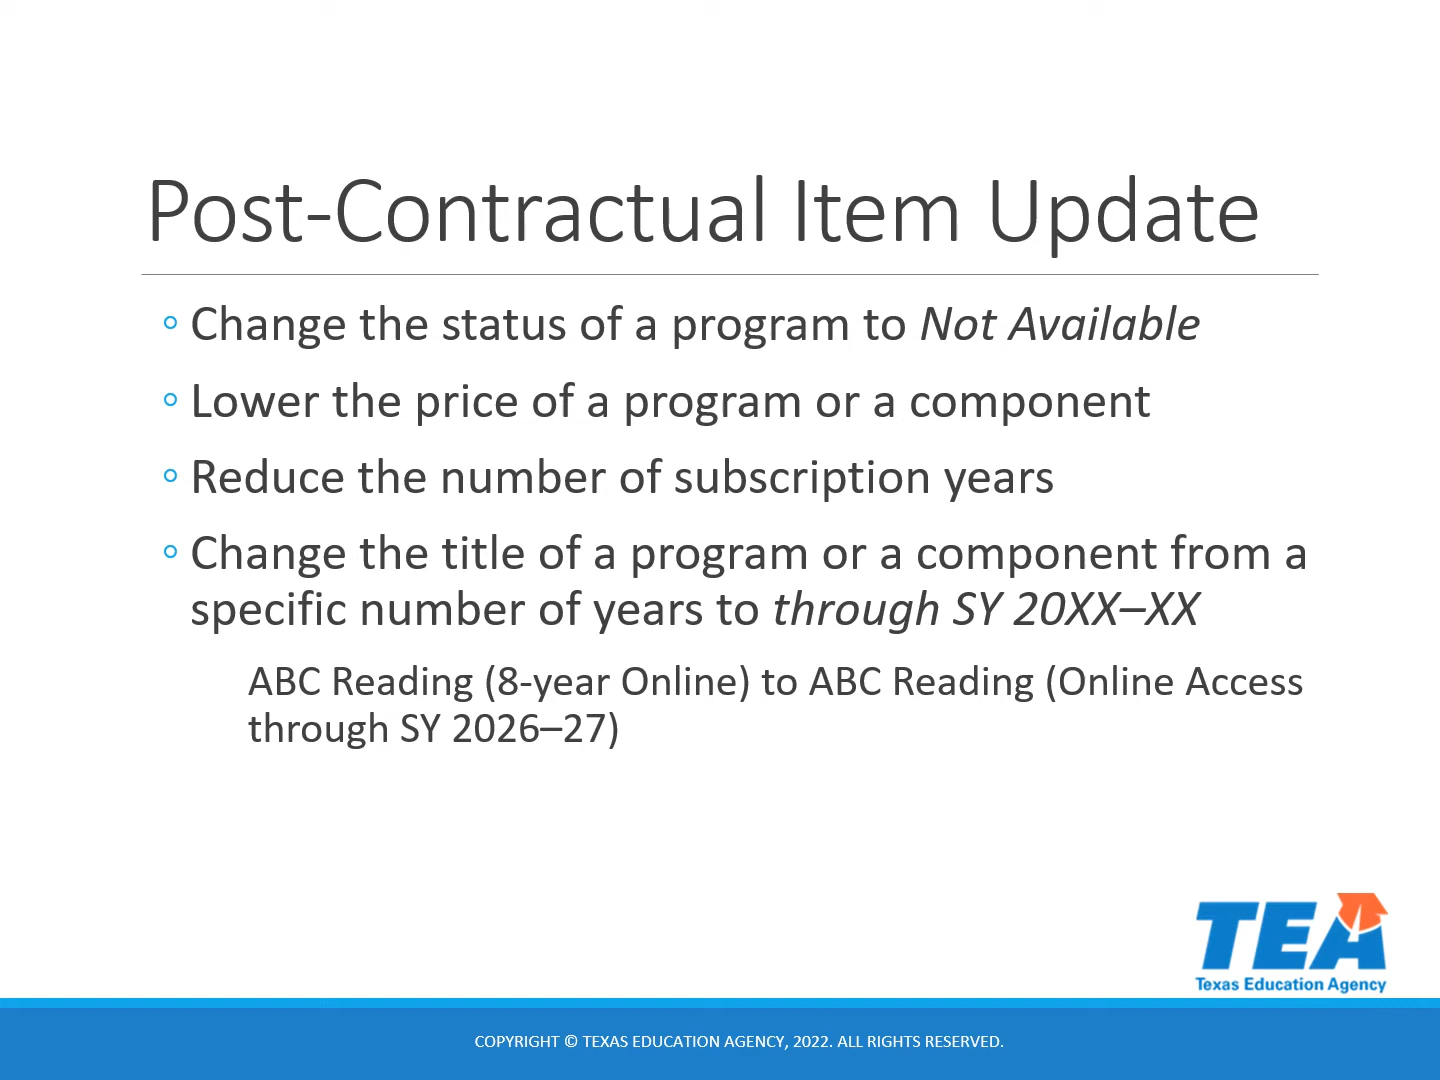 Post-Contractual Item Update
◦ Change the status of a program to Not Available
◦ Lower the price of a program or a component
◦ Reduce the number of subscription years
◦ Change the title of a program or a component from a
specific number of years to through SY 20XX–XX
ABC Reading (8-year Online) to ABC Reading (Online Access
through SY 2026–27)
TEA
Texas Education Agency
COPYRIGHT © TEXAS EDUCATION AGENCY, 2022. ALL RIGHTS RESERVED.